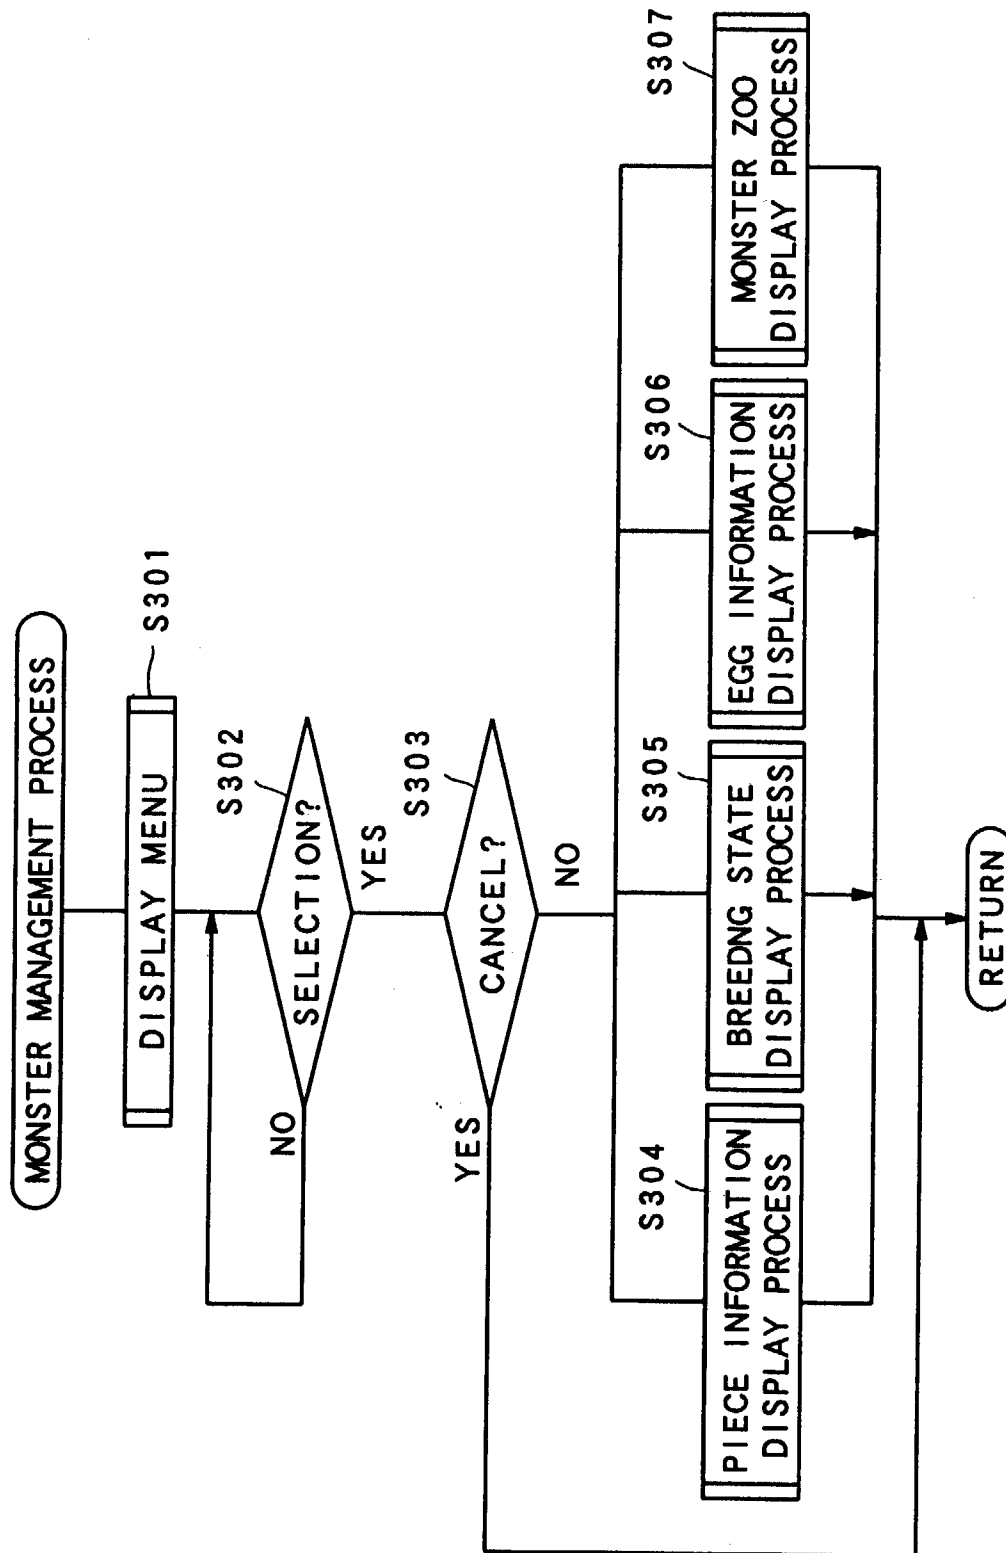 MONSTER MANAGEMENT PROCESS
S301
DISPLAY MENU
S302
SELECTION?
NO
YES
S303
CANCEL?
YES
NO
S304
PIECE INFORMATION
DISPLAY PROCESS
S305
BREEDNG STATE
DISPLAY PROCESS
S306
EGG INFORMATION
DISPLAY PROCESS
S307
MONSTER ZOO
DISPLAY PROCESS
RETURN